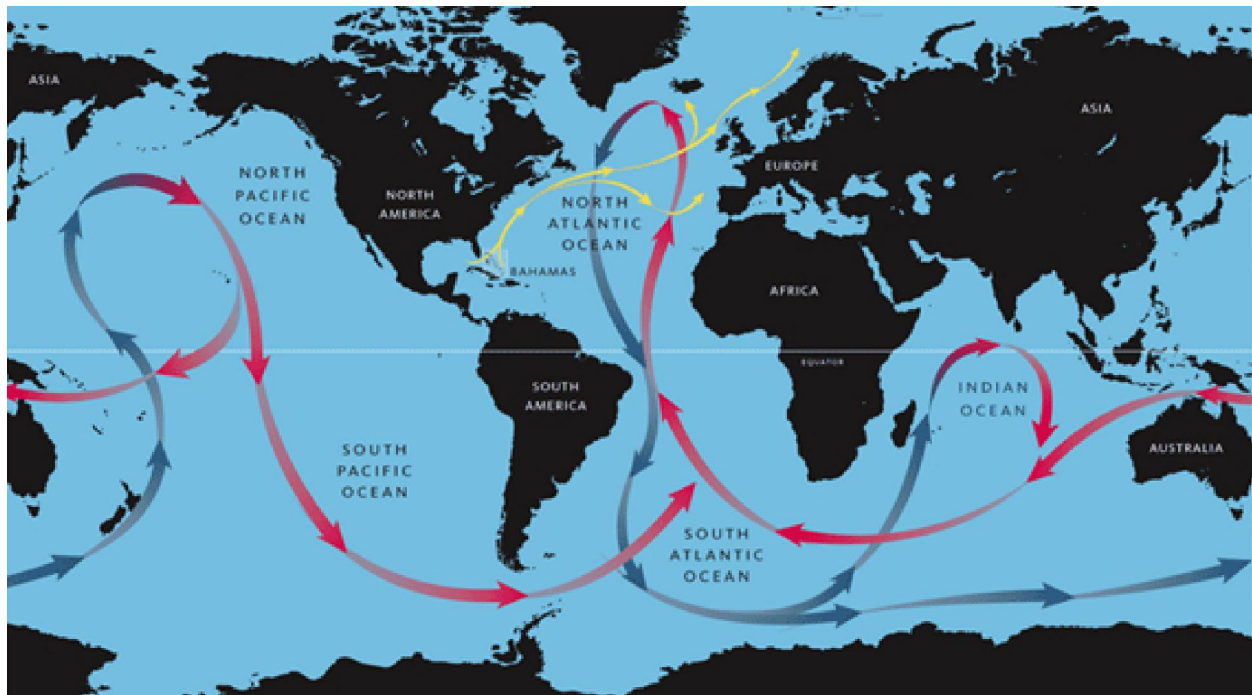 ASIA
NORTH
PACIFIC
OCEAN
NORTH
AMERICA
NORTH
ATLANTIC
OCEAN
BAHAMAS
EUROPE
ASIA
AFRICA
EQUATOR
SOUTH
AMERICA
INDIAN
OCEAN
AUSTRALIA
SOUTH
PACIFIC
OCEAN
SOUTH
ATLANTIC
OCEAN